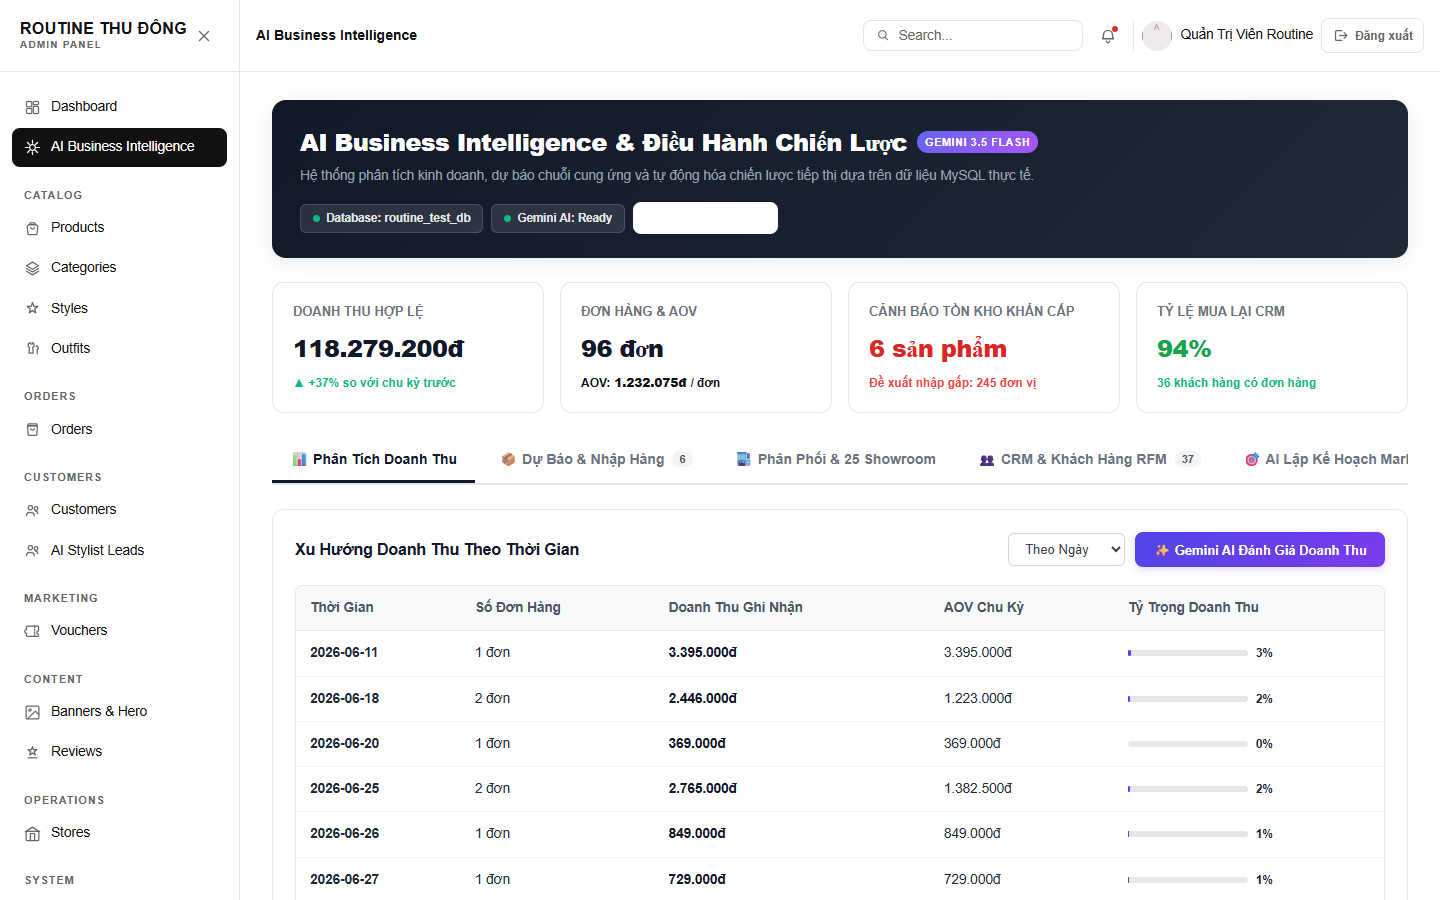 ROUTINE THU ĐÔNG
ADMIN PANEL
AI Business Intelligence
Search...
A
Quản Trị Viên Routine
Đăng xuất
Dashboard
AI Business Intelligence
CATALOG
Products
Categories
Styles
Outfits
ORDERS
Orders
CUSTOMERS
Customers
AI Stylist Leads
MARKETING
Vouchers
CONTENT
Banners & Hero
Reviews
OPERATIONS
Stores
SYSTEM
AI Business Intelligence & Điều Hành Chiến Lược
GEMINI 3.5 FLASH
Hệ thống phân tích kinh doanh, dự báo chuỗi cung ứng và tự động hóa chiến lược tiếp thị dựa trên dữ liệu MySQL thực tế.
Database: routine_test_db
Gemini AI: Ready
DOANH THU HỢP LỆ
118.279.200đ
▲ +37% so với chu kỳ trước
ĐƠN HÀNG & AOV
96 đơn
AOV: 1.232.075đ / đơn
CẢNH BÁO TỒN KHO KHẨN CẤP
6 sản phẩm
Đề xuất nhập gấp: 245 đơn vị
TỶ LỆ MUA LẠI CRM
94%
36 khách hàng có đơn hàng
📊 Phân Tích Doanh Thu
📦 Dự Báo & Nhập Hàng 6
🏬 Phân Phối & 25 Showroom
👥 CRM & Khách Hàng RFM 37
🎯 AI Lập Kế Hoạch Mar
Xu Hướng Doanh Thu Theo Thời Gian
Theo Ngày
✨ Gemini AI Đánh Giá Doanh Thu
Thời Gian Số Đơn Hàng Doanh Thu Ghi Nhận AOV Chu Kỳ Tỷ Trọng Doanh Thu
2026-06-11 1 đơn 3.395.000đ 3.395.000đ 3%
2026-06-18 2 đơn 2.446.000đ 1.223.000đ 2%
2026-06-20 1 đơn 369.000đ 369.000đ 0%
2026-06-25 2 đơn 2.765.000đ 1.382.500đ 2%
2026-06-26 1 đơn 849.000đ 849.000đ 1%
2026-06-27 1 đơn 729.000đ 729.000đ 1%